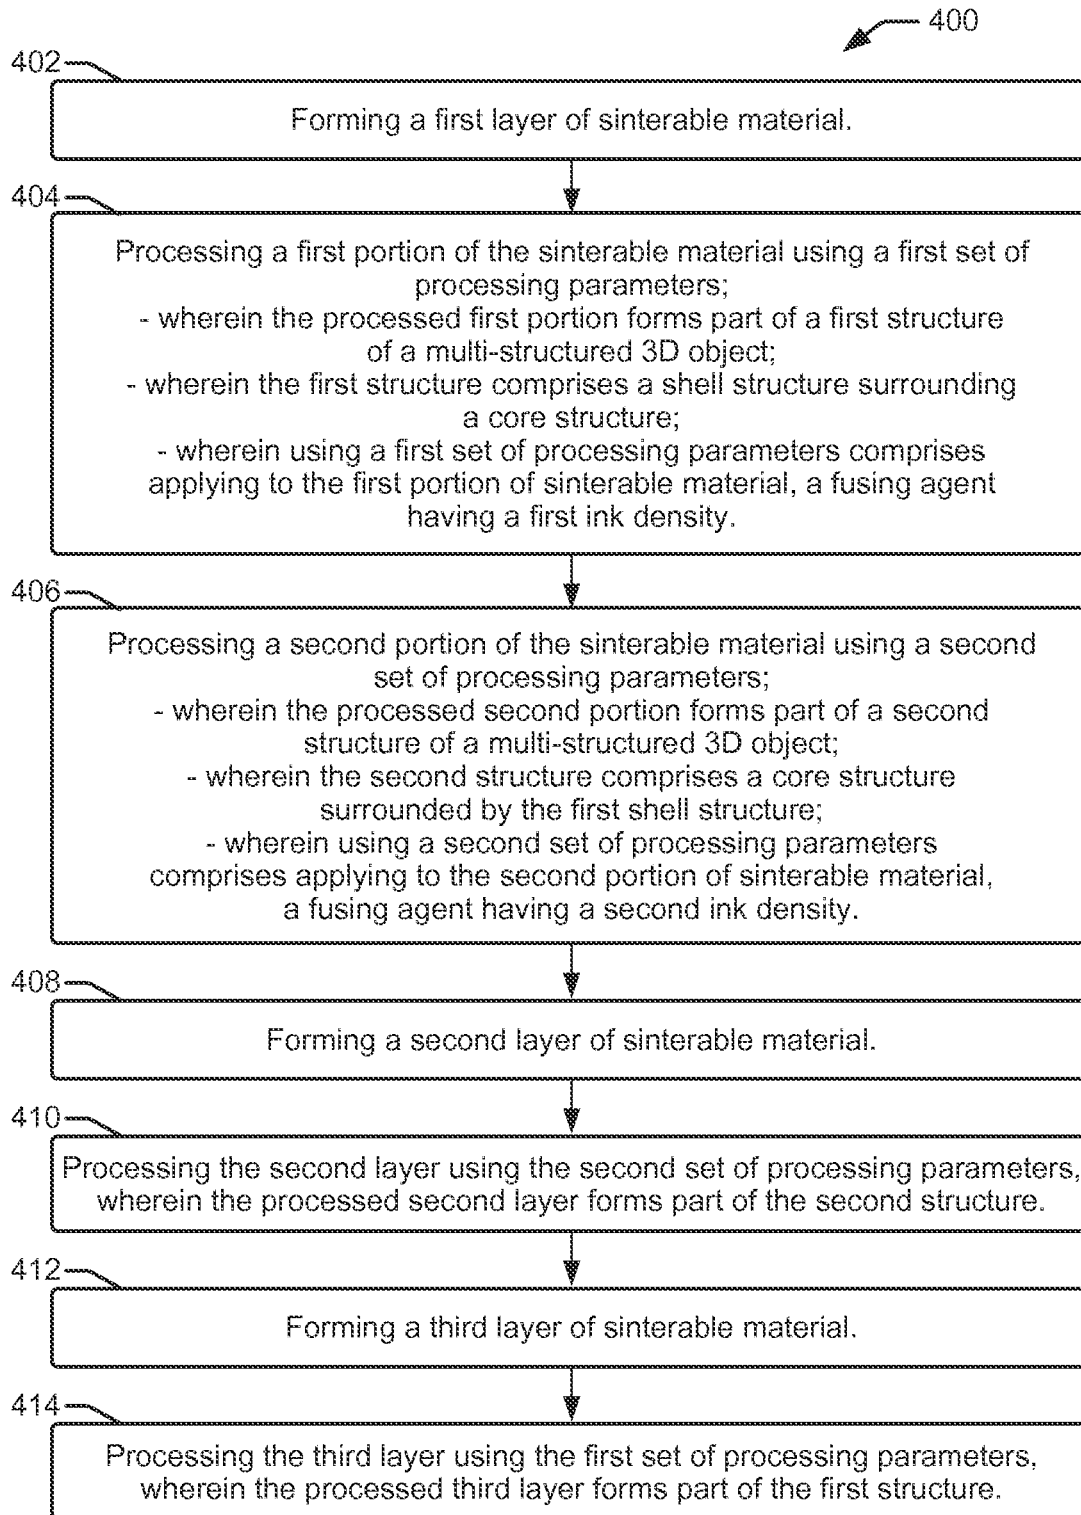 400
402
Forming a first layer of sinterable material.
404
Processing a first portion of the sinterable material using a first set of
processing parameters;
- wherein the processed first portion forms part of a first structure
of a multi-structured 3D object;
- wherein the first structure comprises a shell structure surrounding
a core structure;
- wherein using a first set of processing parameters comprises
applying to the first portion of sinterable material, a fusing agent
having a first ink density.
406
Processing a second portion of the sinterable material using a second
set of processing parameters;
- wherein the processed second portion forms part of a second
structure of a multi-structured 3D object;
- wherein the second structure comprises a core structure
surrounded by the first shell structure;
- wherein using a second set of processing parameters
comprises applying to the second portion of sinterable material,
a fusing agent having a second ink density.
408
Forming a second layer of sinterable material.
410
Processing the second layer using the second set of processing parameters,
wherein the processed second layer forms part of the second structure.
412
Forming a third layer of sinterable material.
414
Processing the third layer using the first set of processing parameters,
wherein the processed third layer forms part of the first structure.